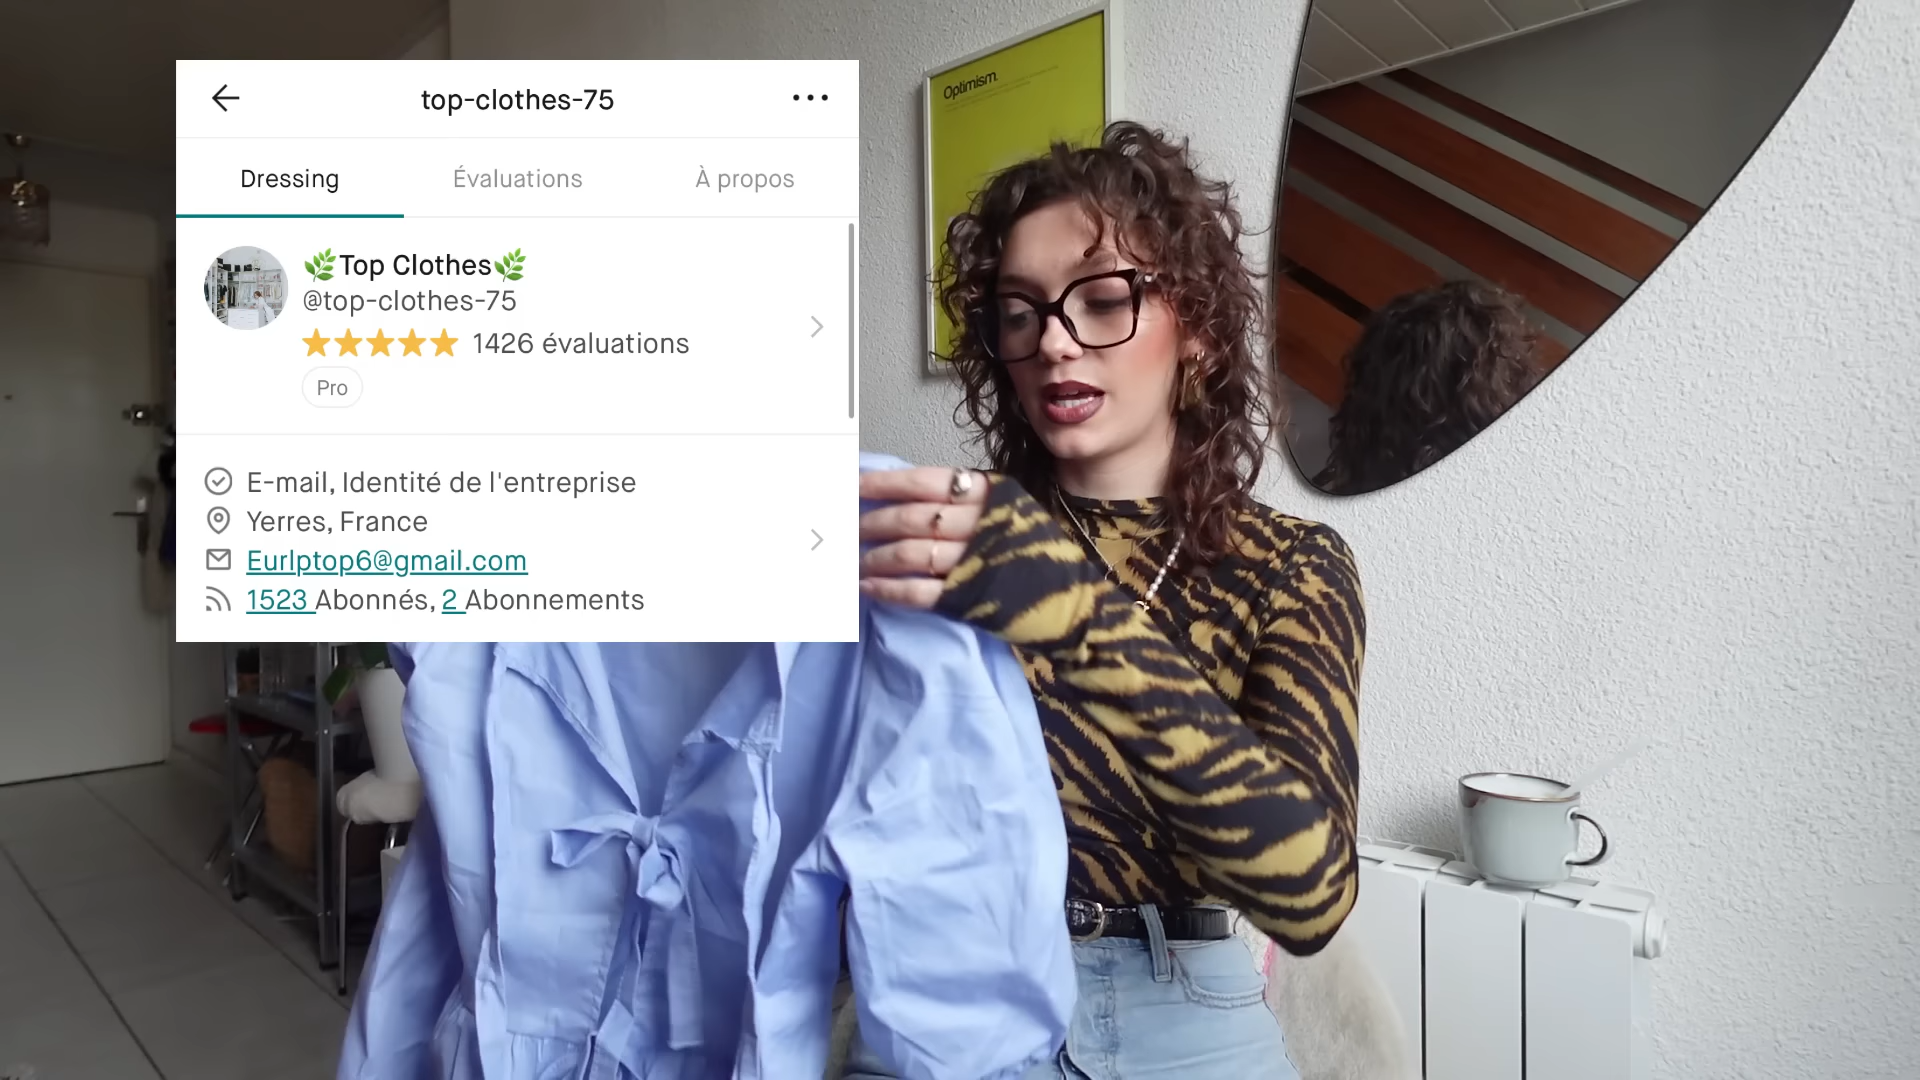 top-clothes-75
Dressing
Évaluations
À propos
🌿Top Clothes🌿
@top-clothes-75
1426 évaluations
Pro
E-mail, Identité de l'entreprise
Yerres, France
Eurlptop6@gmail.com
1523 Abonnés, 2 Abonnements
Optimism.